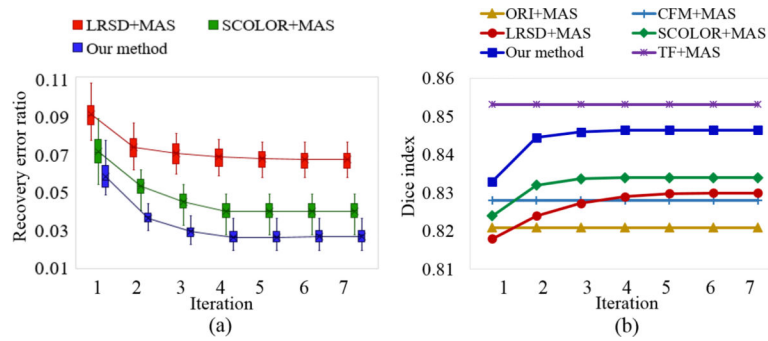 LRSD+MAS SCOLOR+MAS
Our method
0.11
0.09
0.07
0.05
0.03
0.01
Recovery error ratio
1 2 3 4 5 6 7
Iteration
(a)
ORI+MAS CFM+MAS
LRSD+MAS SCOLOR+MAS
Our method TF+MAS
0.86
0.85
0.84
0.83
0.82
0.81
Dice index
1 2 3 4 5 6 7
Iteration
(b)